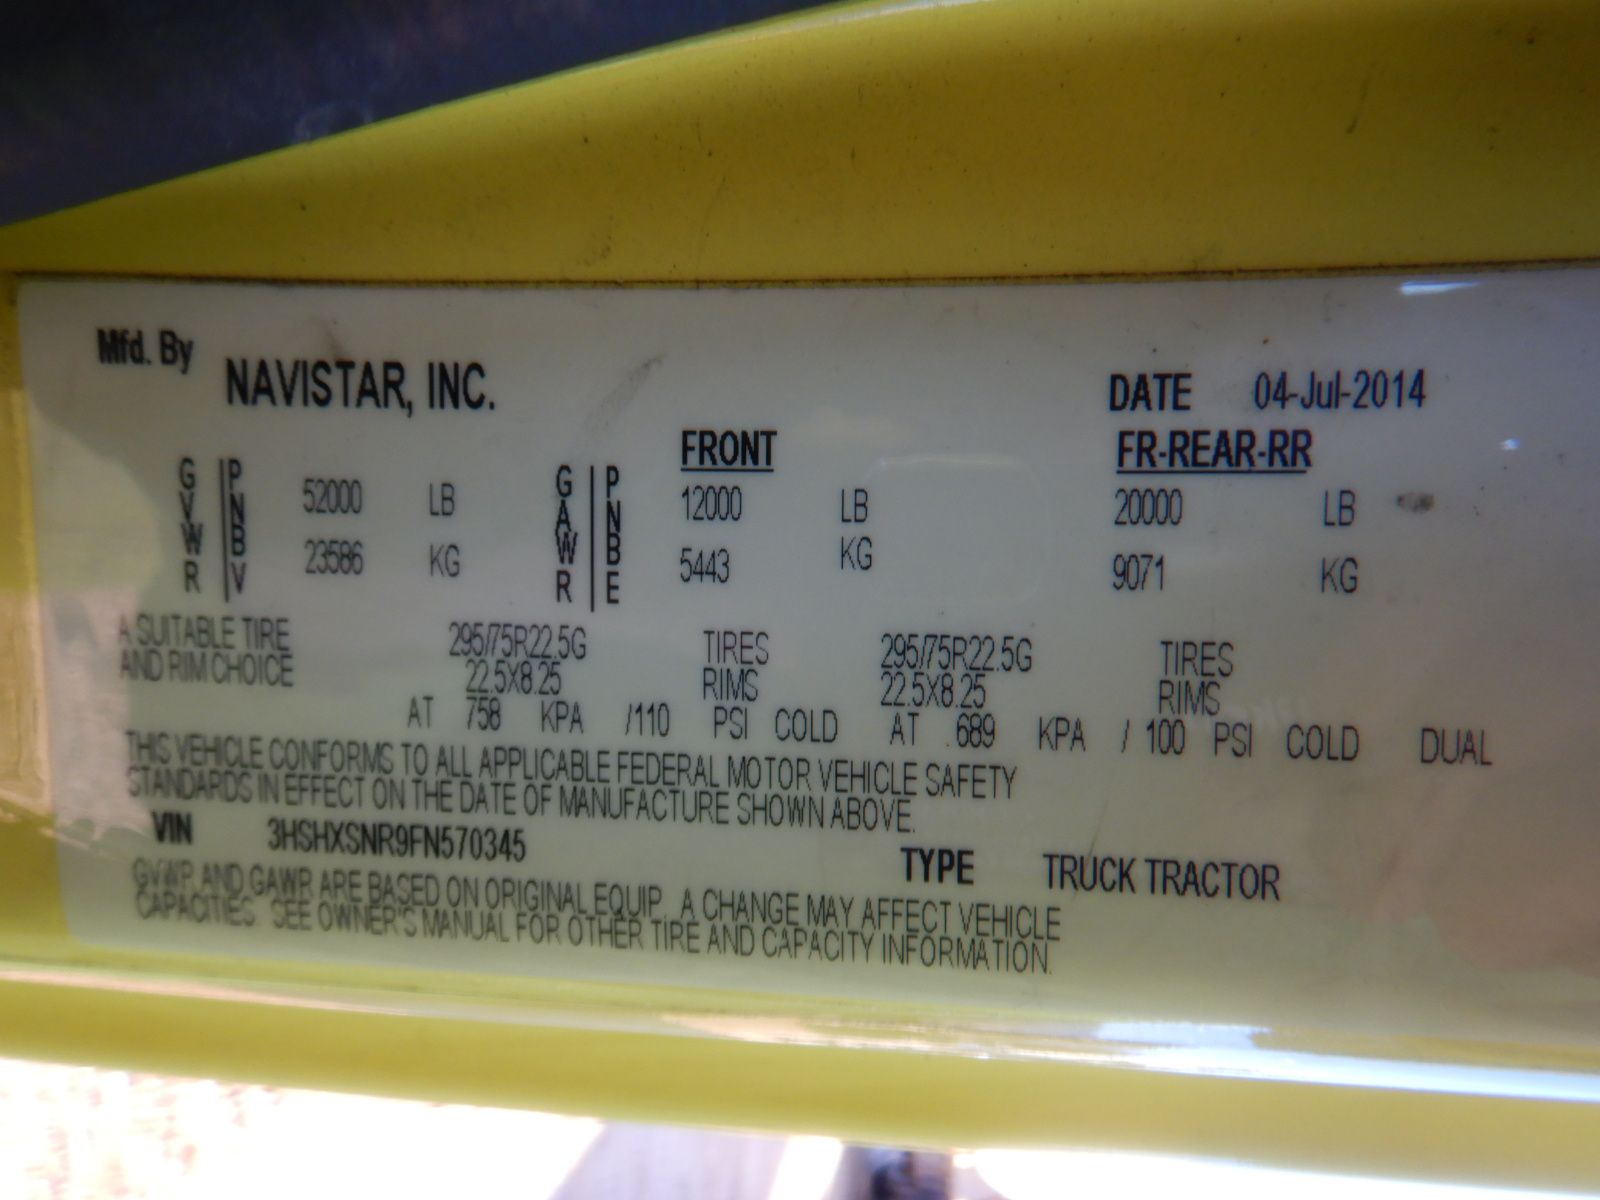 Mfd. By
NAVISTAR, INC.
DATE 04-Jul-2014
FRONT FR-REAR-RR
GVWR PNBV 52000 LB GAWR PNBE 12000 LB 20000 LB
23586 KG 5443 KG 9071 KG
A SUITABLE TIRE 295/75R22.5G TIRES 295/75R22.5G TIRES
AND RIM CHOICE 22.5X8.25 RIMS 22.5X8.25 RIMS
AT 758 KPA /110 PSI COLD AT 689 KPA / 100 PSI COLD DUAL
THIS VEHICLE CONFORMS TO ALL APPLICABLE FEDERAL MOTOR VEHICLE SAFETY
STANDARDS IN EFFECT ON THE DATE OF MANUFACTURE SHOWN ABOVE.
VIN 3HSHXSNR9FN570345 TYPE TRUCK TRACTOR
GVWR AND GAWR ARE BASED ON ORIGINAL EQUIP. A CHANGE MAY AFFECT VEHICLE
CAPACITIES. SEE OWNER'S MANUAL FOR OTHER TIRE AND CAPACITY INFORMATION.